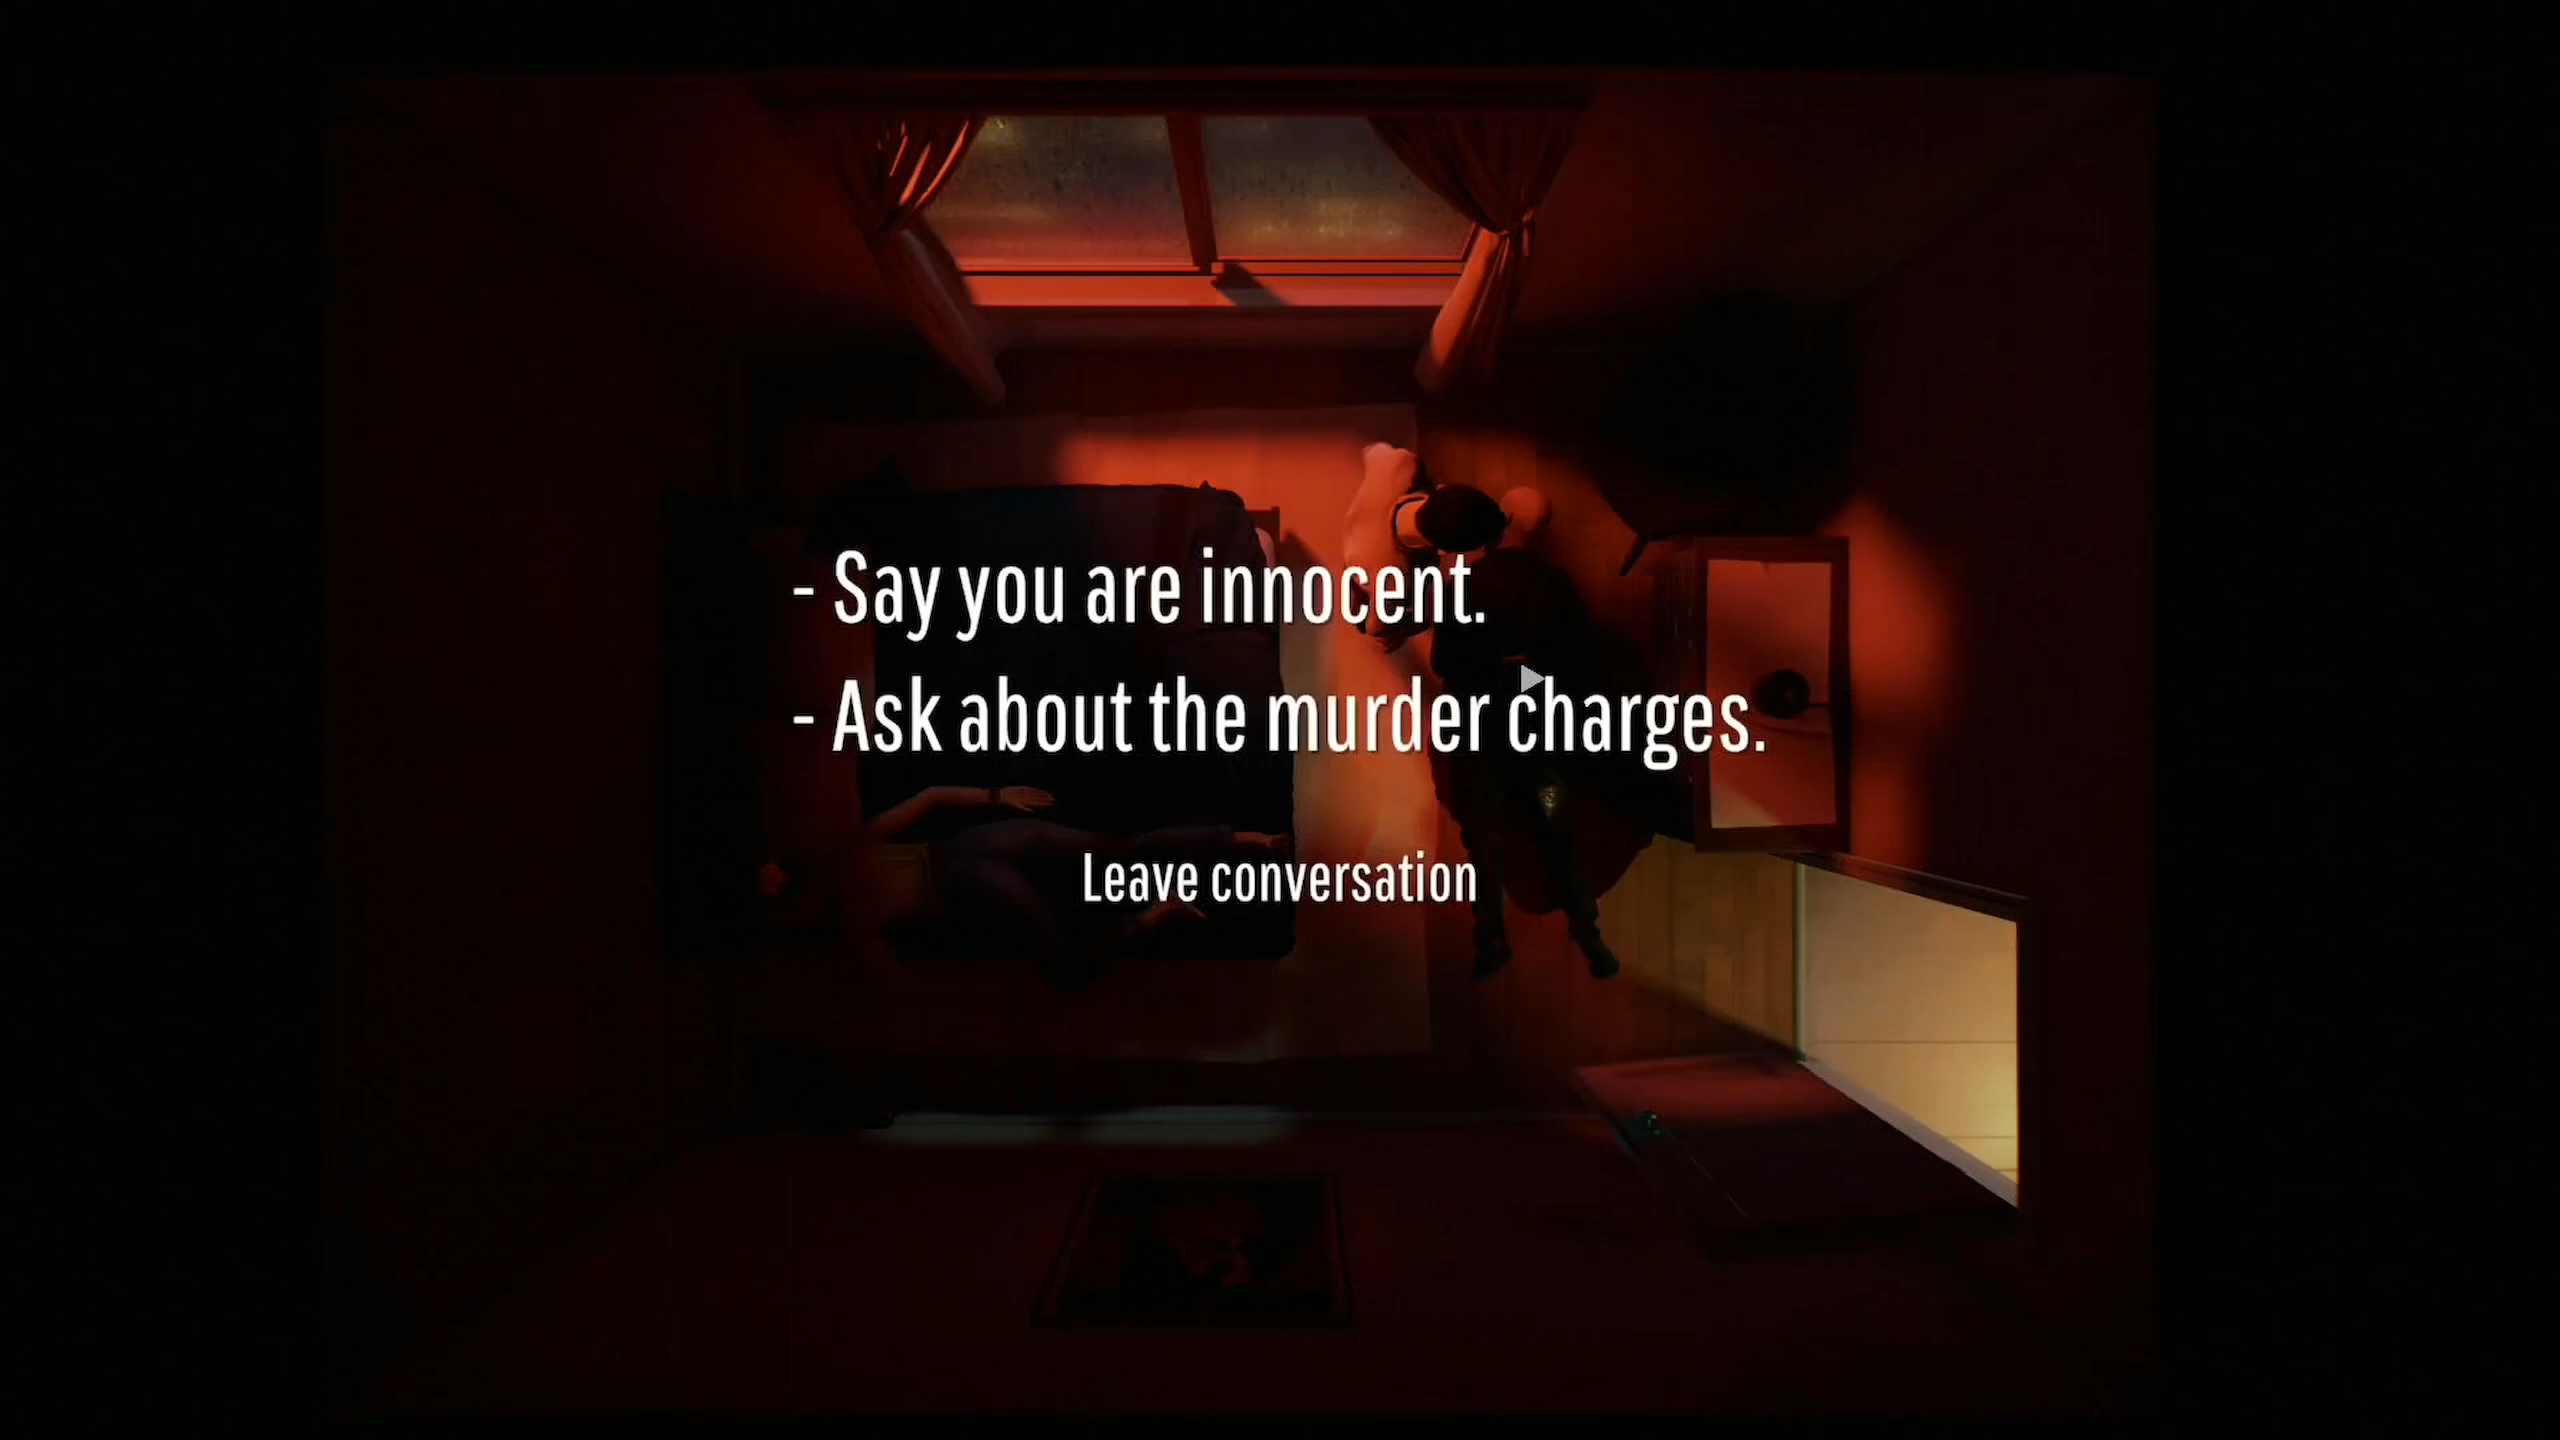 - Say you are innocent.
- Ask about the murder charges.
Leave conversation